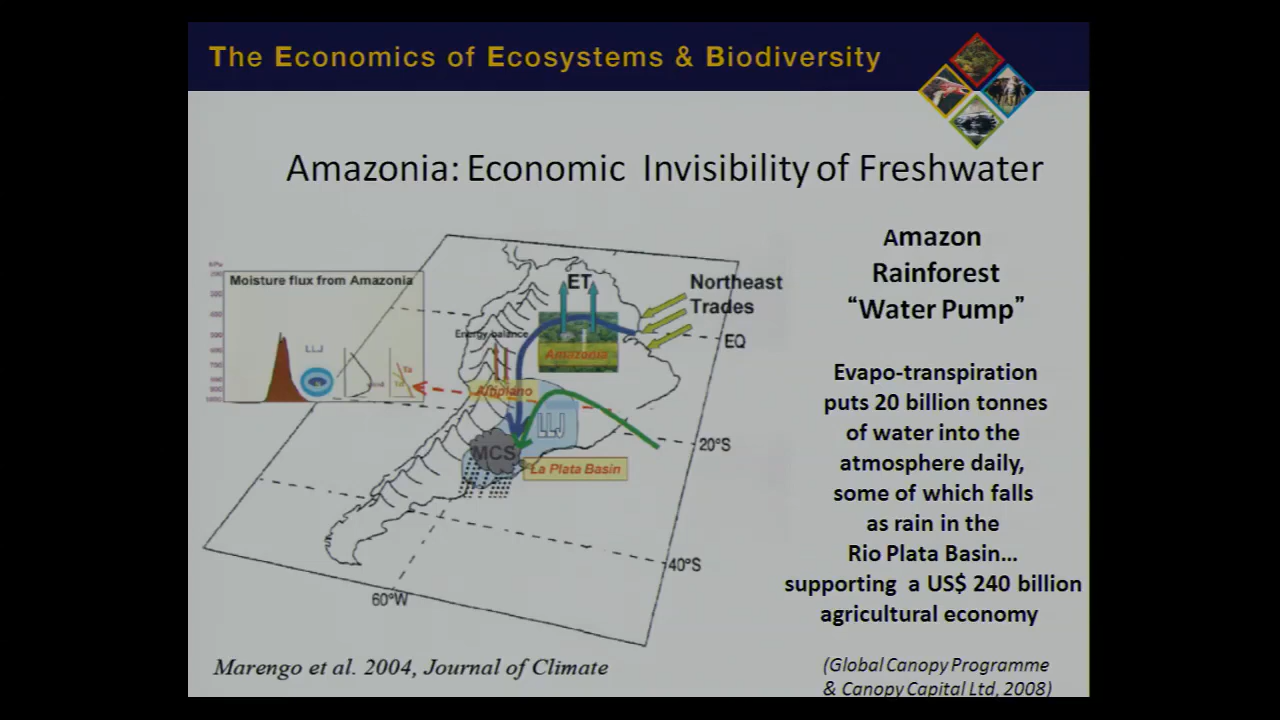 The Economics of Ecosystems & Biodiversity
Amazonia: Economic Invisibility of Freshwater
Moisture flux from Amazonia
LLJ
Ta
Energy balance
ET
Northeast
Trades
EQ
Amazonia
Altiplano
LLJ
20°S
MCS
La Plata Basin
40°S
60°W
Marengo et al. 2004, Journal of Climate
Amazon
Rainforest
“Water Pump”
Evapo-transpiration
puts 20 billion tonnes
of water into the
atmosphere daily,
some of which falls
as rain in the
Rio Plata Basin...
supporting a US$ 240 billion
agricultural economy
(Global Canopy Programme
& Canopy Capital Ltd, 2008)